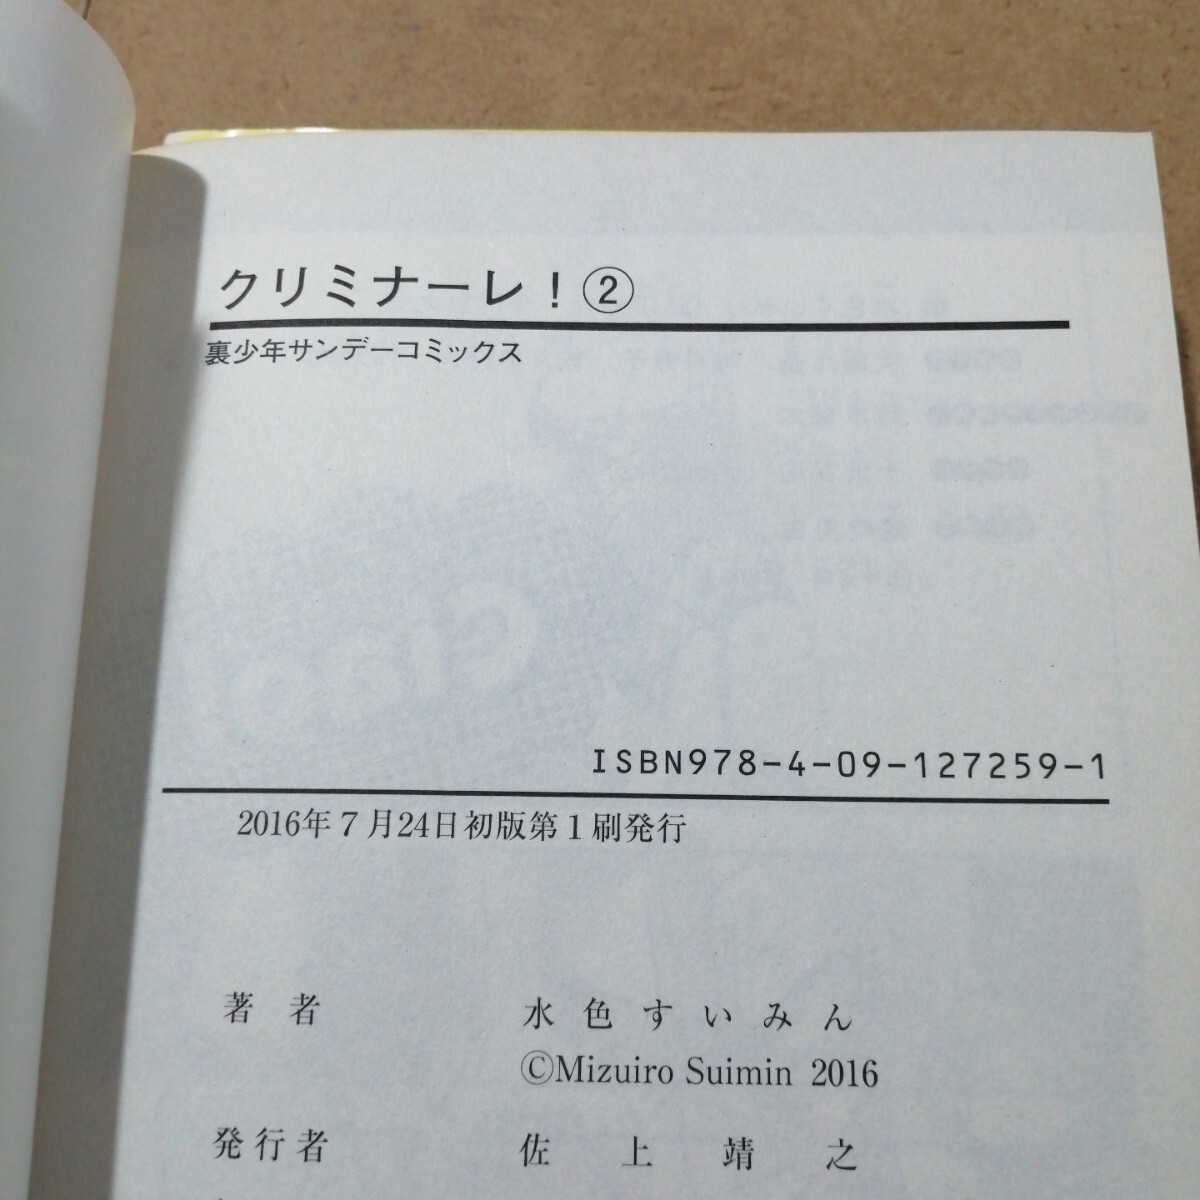 クリミナーレ！②
裏少年サンデーコミックス
ISBN978-4-09-127259-1
2016年７月24日初版第１刷発行
著者 水色すいみん
©Mizuiro Suimin 2016
発行者 佐上靖之